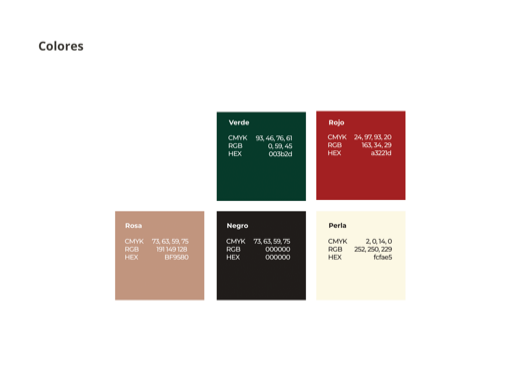 Colores
Verde
CMYK 93, 46, 76, 61
RGB 0, 59, 45
HEX 003b2d
Rojo
CMYK 24, 97, 93, 20
RGB 163, 34, 29
HEX a3221d
Rosa
CMYK 73, 63, 59, 75
RGB 191 149 128
HEX BF9580
Negro
CMYK 73, 63, 59, 75
RGB 000000
HEX 000000
Perla
CMYK 2, 0, 14, 0
RGB 252, 250, 229
HEX fcfae5